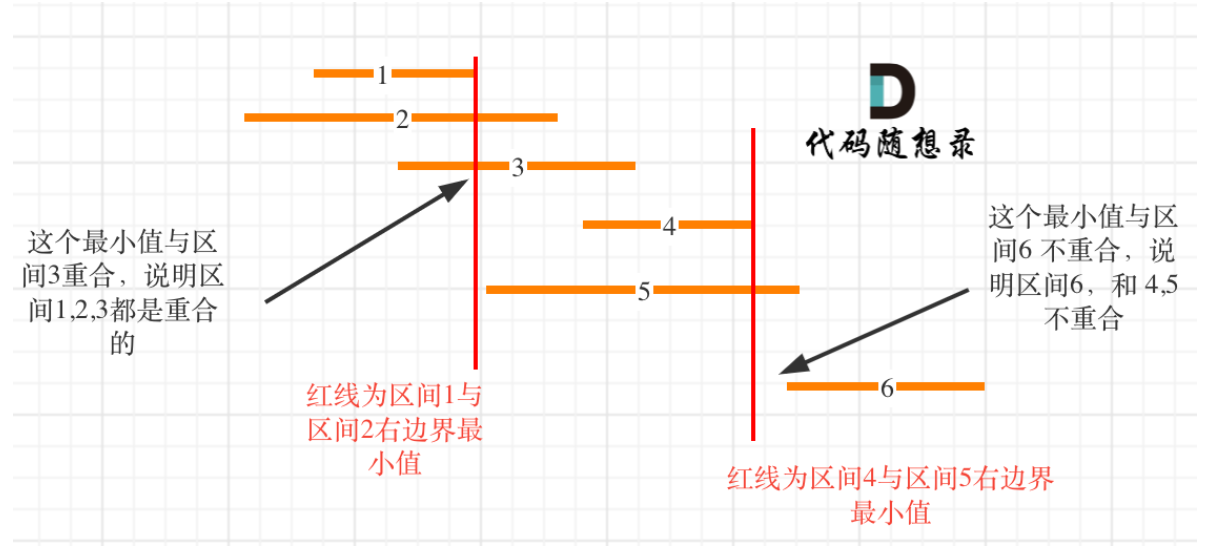 1
2
3
代码随想录
4
这个最小值与区
间3重合，说明区
间1,2,3都是重合
的
这个最小值与区
间6 不重合，说
明区间6，和 4,5
不重合
5
6
红线为区间1与
区间2右边界最
小值
红线为区间4与区间5右边界
最小值